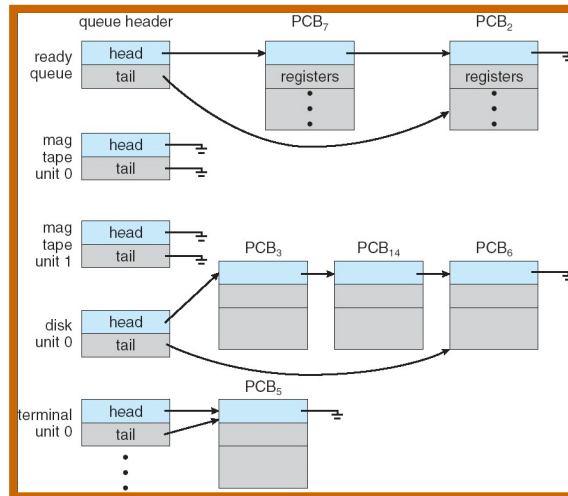 queue header PCB7 PCB2
ready
queue
head
tail
registers registers
mag
tape
unit 0
head
tail
mag
tape
unit 1
head
tail
PCB3 PCB14 PCB6
disk
unit 0
head
tail
PCB5
terminal
unit 0
head
tail